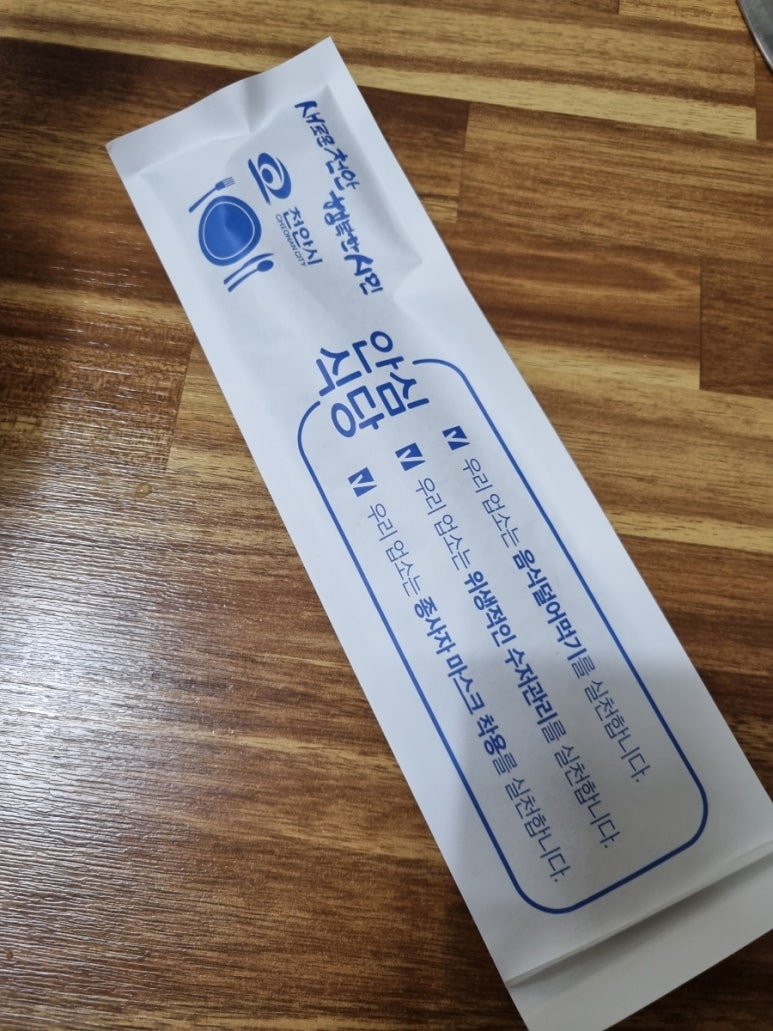 새로운 천안 행복한 시민
천안시
CHEONAN CITY
안심
식당
우리 업소는 음식덜어먹기를 실천합니다.
우리 업소는 위생적인 수저관리를 실천합니다.
우리 업소는 종사자 마스크 착용을 실천합니다.